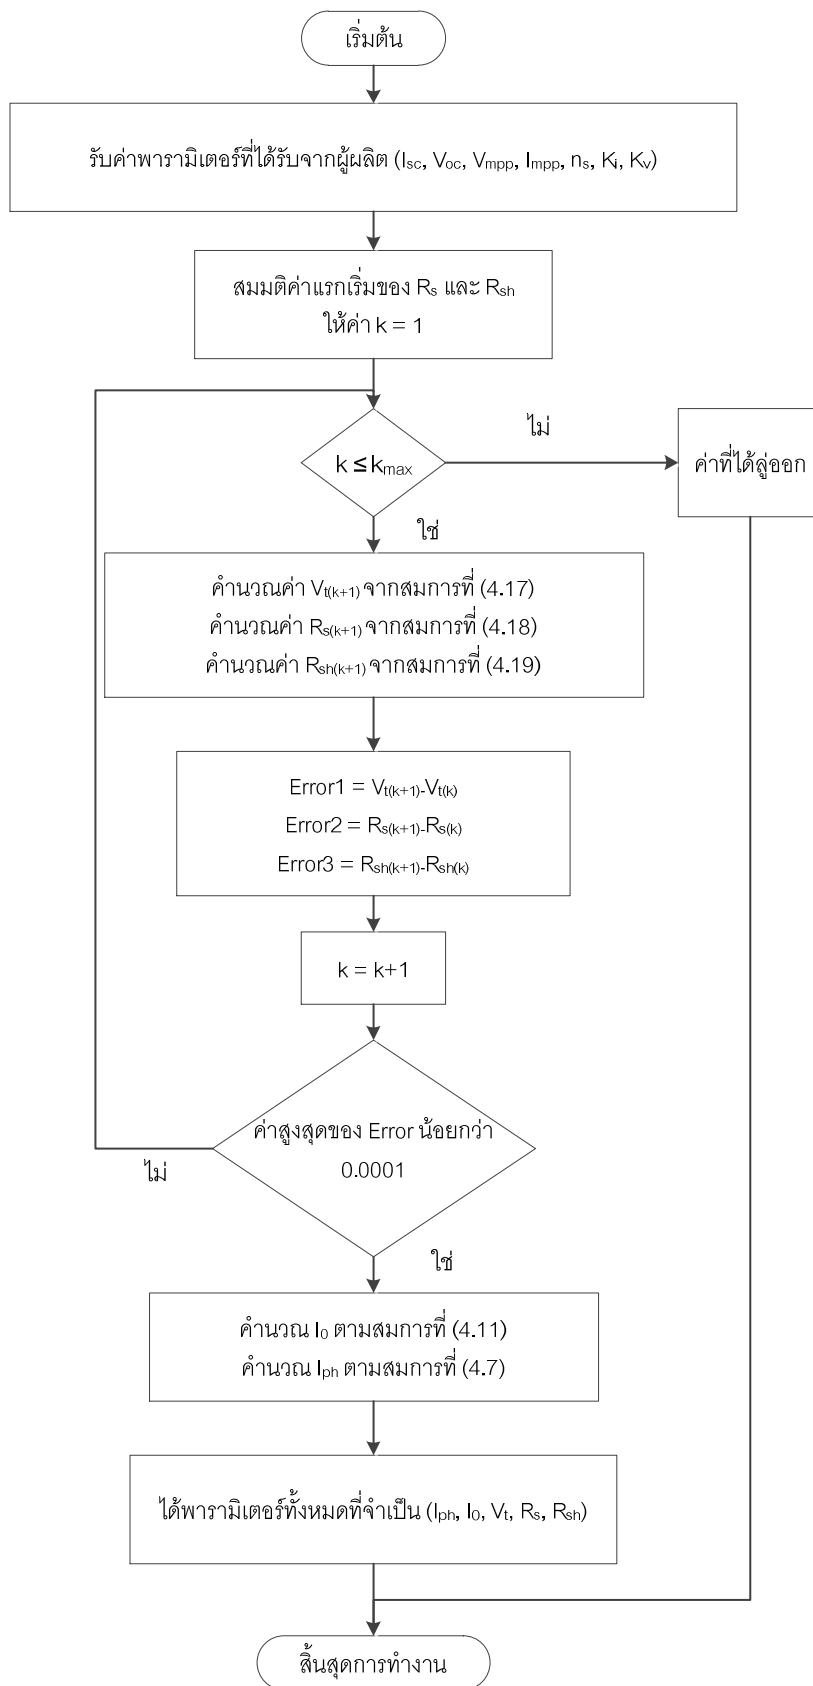 เริ่มต้น
รับค่าพารามิเตอร์ที่ได้รับจากผู้ผลิต (Isc, Voc, Vmpp, Impp, ns, Ki, Kv)
สมมติค่าแรกเริ่มของ Rs และ Rsh
ให้ค่า k = 1
k ≤ kmax
ไม่
ค่าที่ได้ลู่ออก
ใช่
คำนวณค่า Vt(k+1) จากสมการที่ (4.17)
คำนวณค่า Rs(k+1) จากสมการที่ (4.18)
คำนวณค่า Rsh(k+1) จากสมการที่ (4.19)
Error1 = Vt(k+1)-Vt(k)
Error2 = Rs(k+1)-Rs(k)
Error3 = Rsh(k+1)-Rsh(k)
k = k+1
ค่าสูงสุดของ Error น้อยกว่า
0.0001
ไม่
ใช่
คำนวณ I0 ตามสมการที่ (4.11)
คำนวณ Iph ตามสมการที่ (4.7)
ได้พารามิเตอร์ทั้งหมดที่จำเป็น (Iph, I0, Vt, Rs, Rsh)
สิ้นสุดการทำงาน